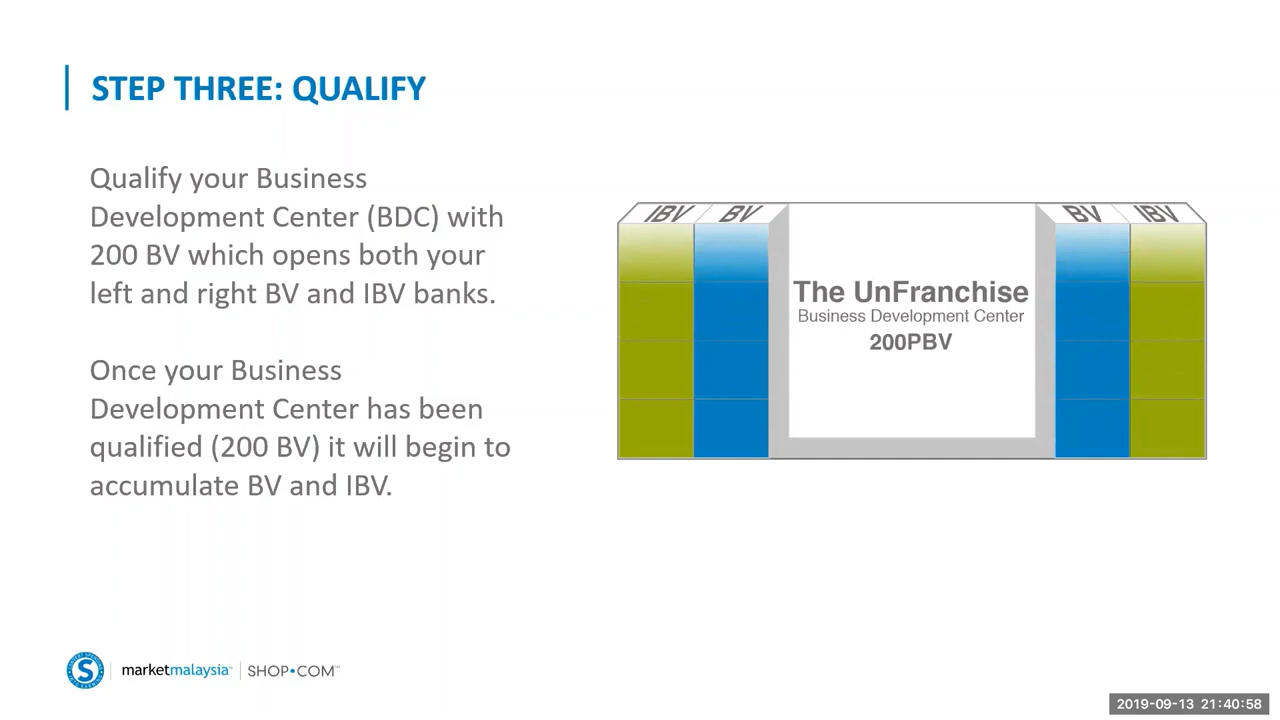 STEP THREE: QUALIFY
Qualify your Business
Development Center (BDC) with
200 BV which opens both your
left and right BV and IBV banks.
Once your Business
Development Center has been
qualified (200 BV) it will begin to
accumulate BV and IBV.
IBV BV BV IBV
The UnFranchise
Business Development Center
200PBV
S marketmalaysia™ SHOP•COM™
2019-09-13 21:40:58